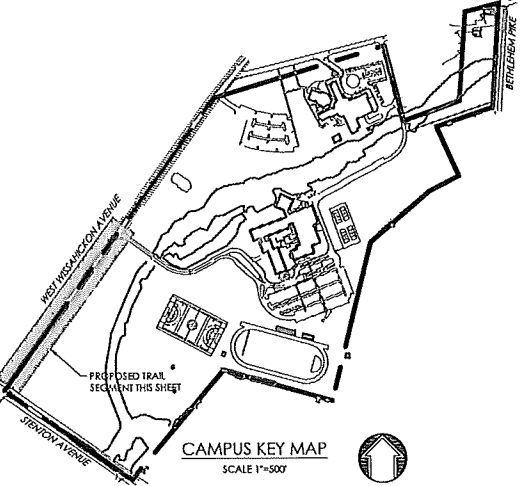 BETHLEHEM PIKE
WEST WISSAHICKON AVENUE
PROPOSED TRAIL
SEGMENT THIS SHEET
STENTON AVENUE
CAMPUS KEY MAP
SCALE 1"=500'